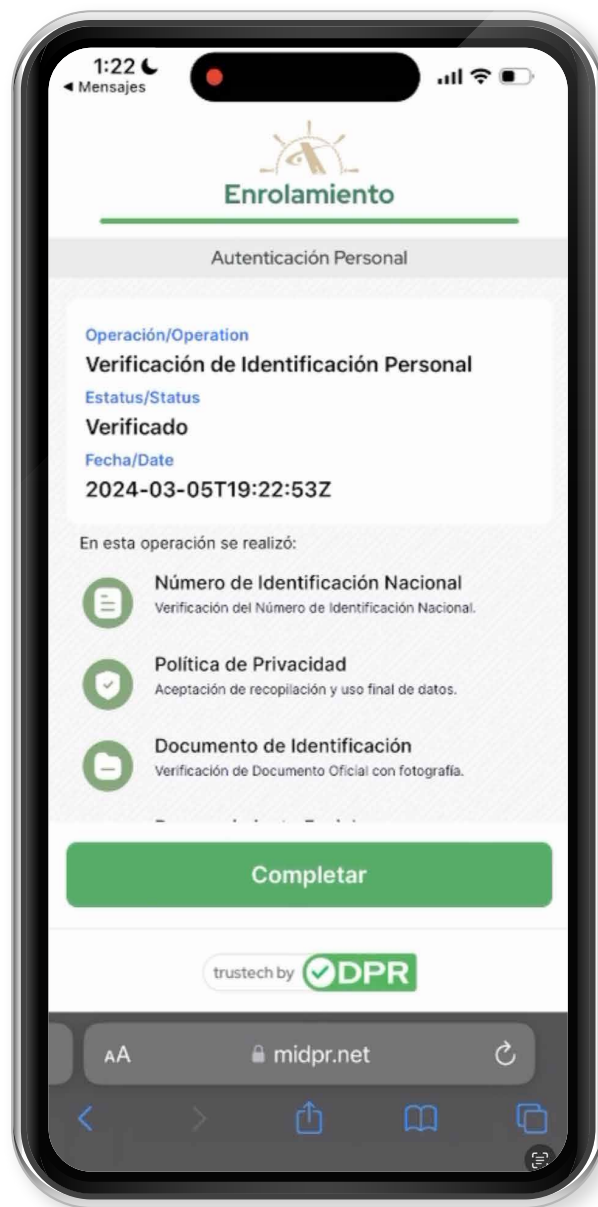 1:22
◀ Mensajes
Enrolamiento
Autenticación Personal
Operación/Operation
Verificación de Identificación Personal
Estatus/Status
Verificado
Fecha/Date
2024-03-05T19:22:53Z
En esta operación se realizó:
Número de Identificación Nacional
Verificación del Número de Identificación Nacional.
Política de Privacidad
Aceptación de recopilación y uso final de datos.
Documento de Identificación
Verificación de Documento Oficial con fotografía.
Completar
trustech by DPR
AA midpr.net